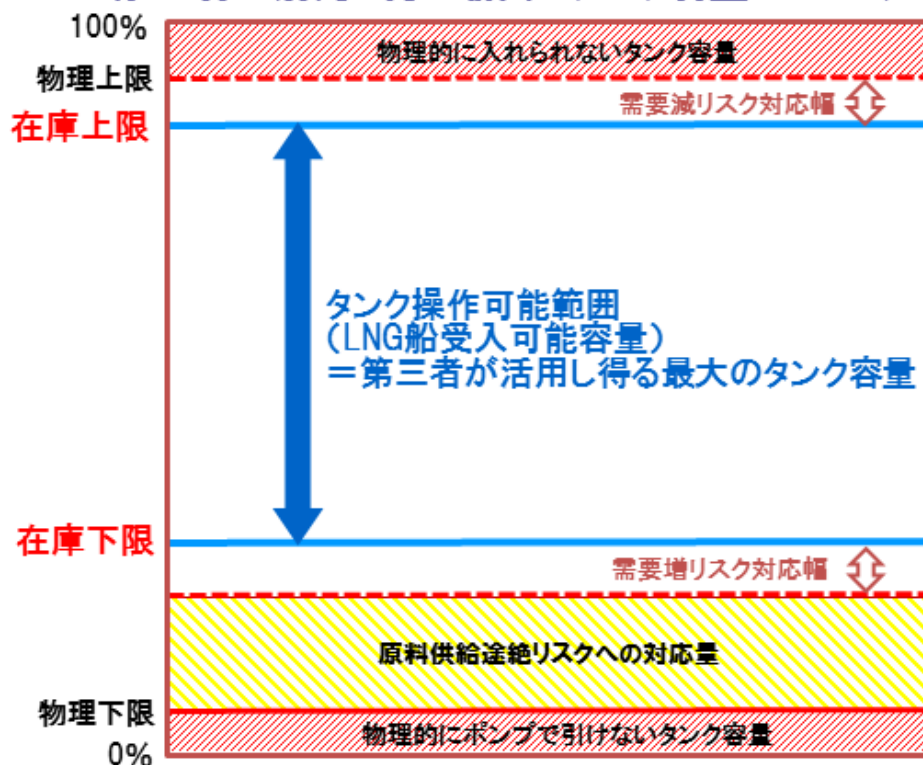 100%
物理的に入れられないタンク容量
物理上限
需要減リスク対応幅
在庫上限
タンク操作可能範囲
(LNG船受入可能容量)
=第三者が活用し得る最大のタンク容量
在庫下限
需要増リスク対応幅
原料供給途絶リスクへの対応量
物理下限
物理的にポンプで引けないタンク容量
0%